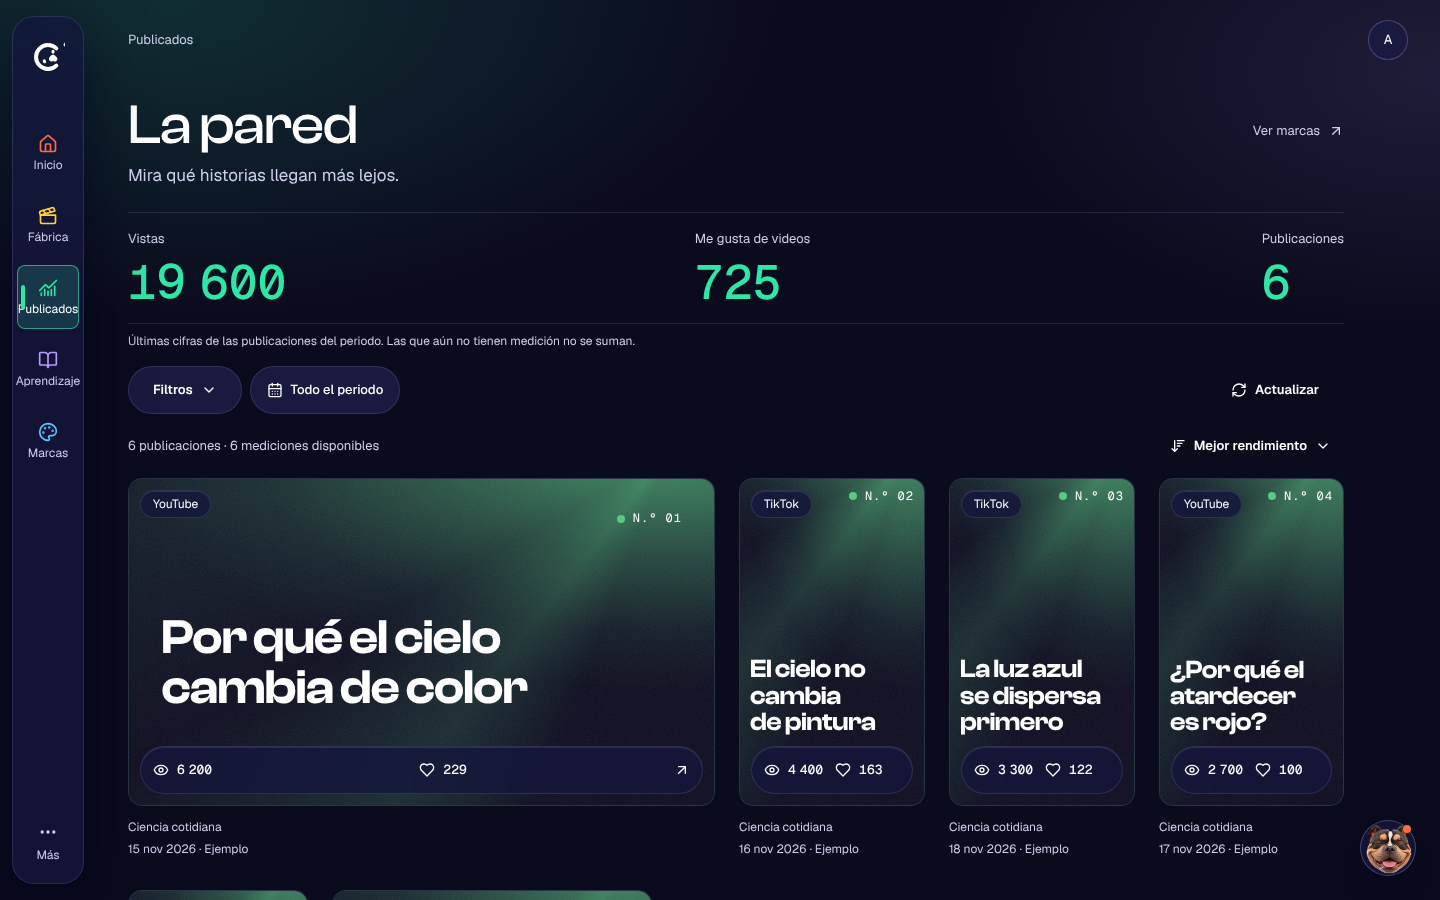 Publicados
A
La pared
Ver marcas
Mira qué historias llegan más lejos.
Inicio
Fábrica
Publicados
Aprendizaje
Marcas
Más
Vistas
19 600
Me gusta de videos
725
Publicaciones
6
Últimas cifras de las publicaciones del periodo. Las que aún no tienen medición no se suman.
Filtros
Todo el periodo
Actualizar
6 publicaciones · 6 mediciones disponibles
Mejor rendimiento
YouTube
N.º 01
Por qué el cielo
cambia de color
6 200
229
Ciencia cotidiana
15 nov 2026 · Ejemplo
TikTok
N.º 02
El cielo no
cambia
de pintura
4 400
163
Ciencia cotidiana
16 nov 2026 · Ejemplo
TikTok
N.º 03
La luz azul
se dispersa
primero
3 300
122
Ciencia cotidiana
18 nov 2026 · Ejemplo
YouTube
N.º 04
¿Por qué el
atardecer
es rojo?
2 700
100
Ciencia cotidiana
17 nov 2026 · Ejemplo